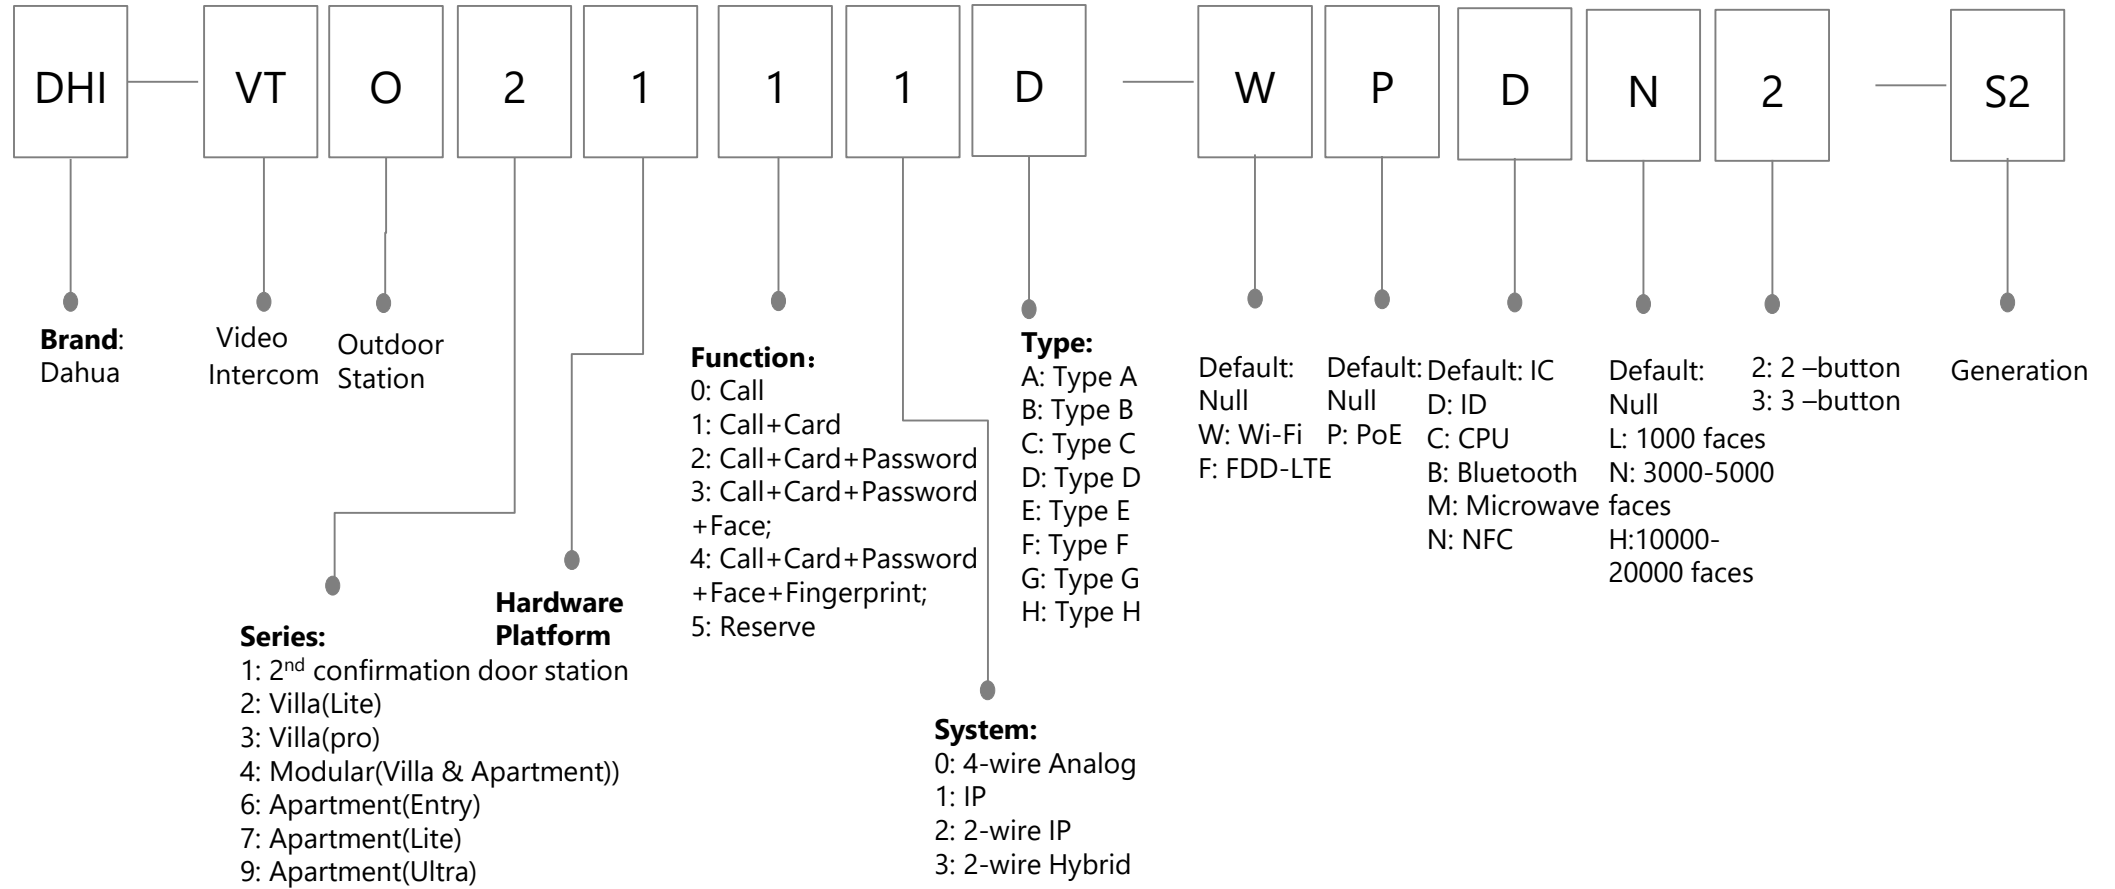 DHI VT O 2 1 1 1 D W P D N 2 S2
Brand:
Dahua
Video
Intercom
Outdoor
Station
Series:
1: 2nd confirmation door station
2: Villa(Lite)
3: Villa(pro)
4: Modular(Villa & Apartment))
6: Apartment(Entry)
7: Apartment(Lite)
9: Apartment(Ultra)
Hardware
Platform
Function：
0: Call
1: Call+Card
2: Call+Card+Password
3: Call+Card+Password
+Face;
4: Call+Card+Password
+Face+Fingerprint;
5: Reserve
System:
0: 4-wire Analog
1: IP
2: 2-wire IP
3: 2-wire Hybrid
Type:
A: Type A
B: Type B
C: Type C
D: Type D
E: Type E
F: Type F
G: Type G
H: Type H
Default:
Null
W: Wi-Fi
F: FDD-LTE
Default:
Null
P: PoE
Default: IC
D: ID
C: CPU
B: Bluetooth
M: Microwave
N: NFC
Default:
Null
L: 1000 faces
N: 3000-5000
faces
H:10000-
20000 faces
2: 2 –button
3: 3 –button
Generation